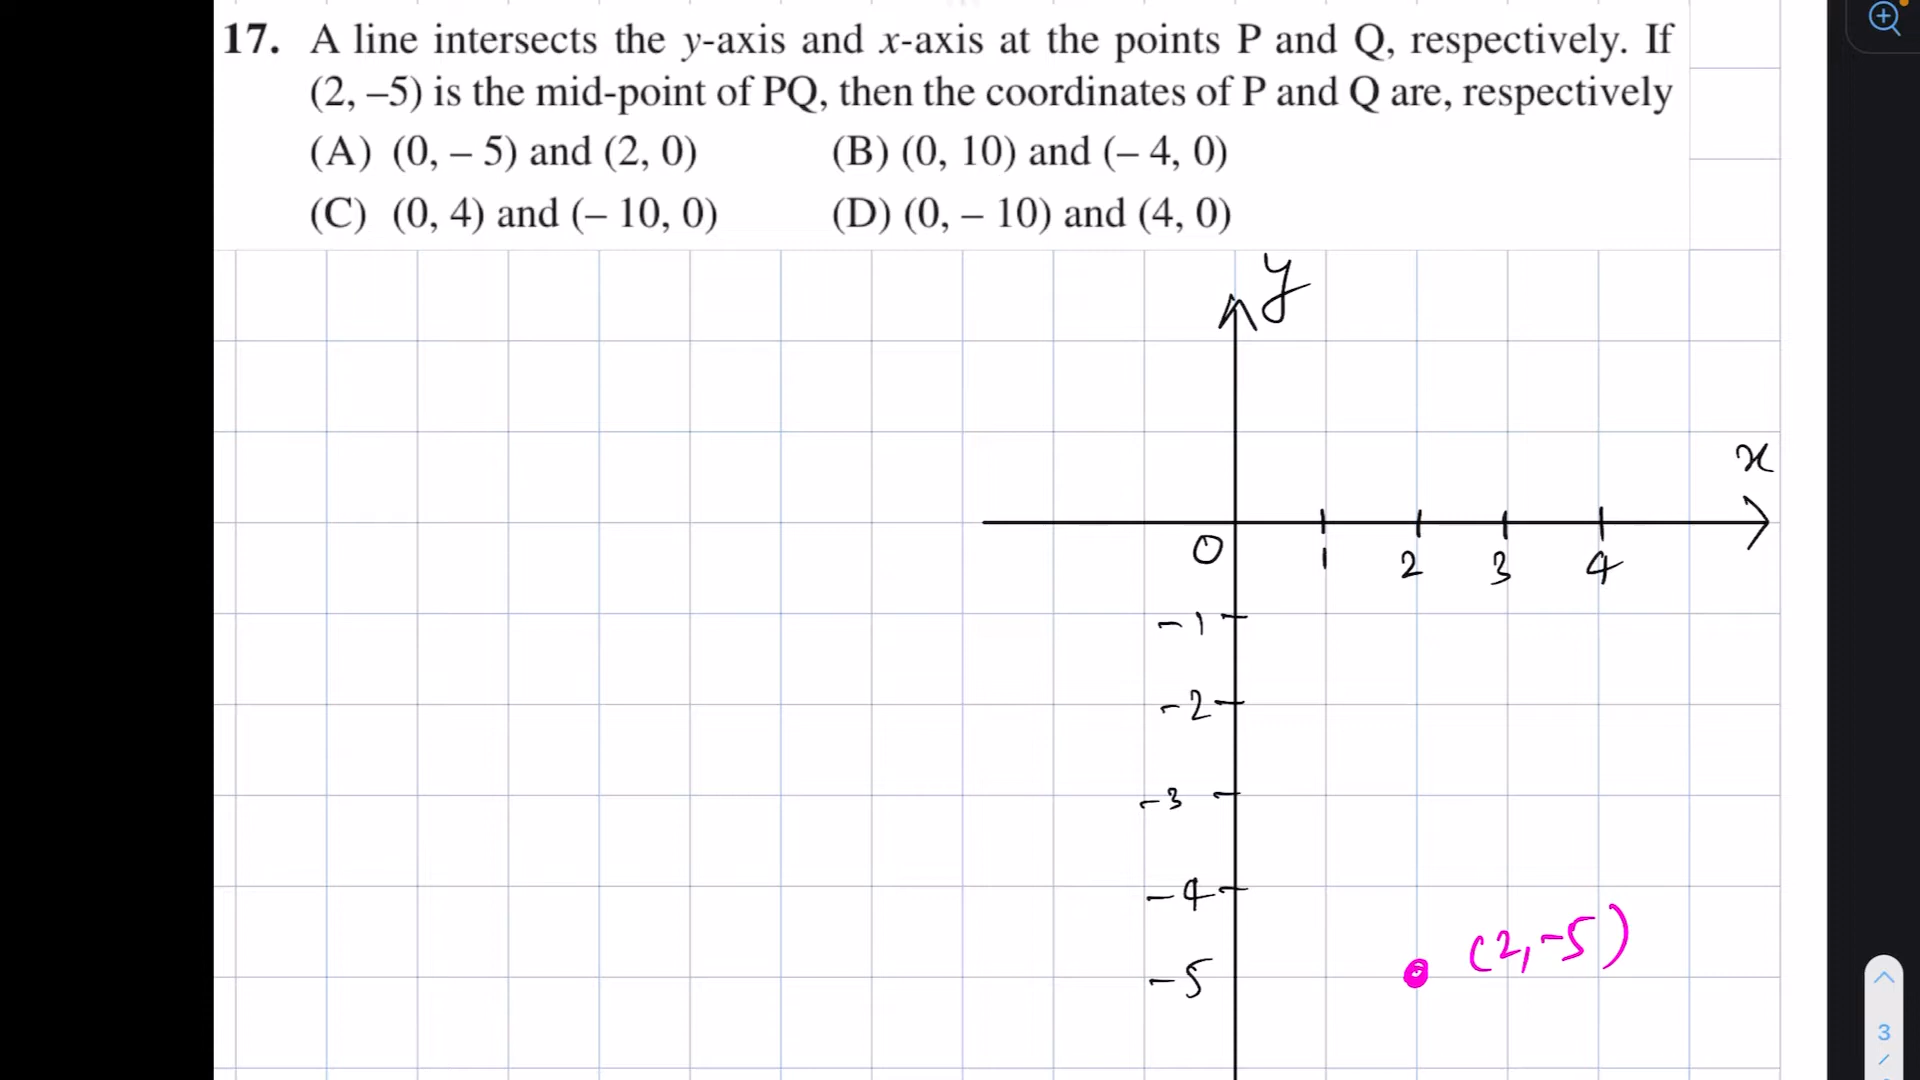 17. A line intersects the y-axis and x-axis at the points P and Q, respectively. If
(2, –5) is the mid-point of PQ, then the coordinates of P and Q are, respectively
(A) (0, – 5) and (2, 0) (B) (0, 10) and (– 4, 0)
(C) (0, 4) and (– 10, 0) (D) (0, – 10) and (4, 0)
y
x
0 1 2 3 4
-1
-2
-3
-4
(2,-5)
-5
3
/